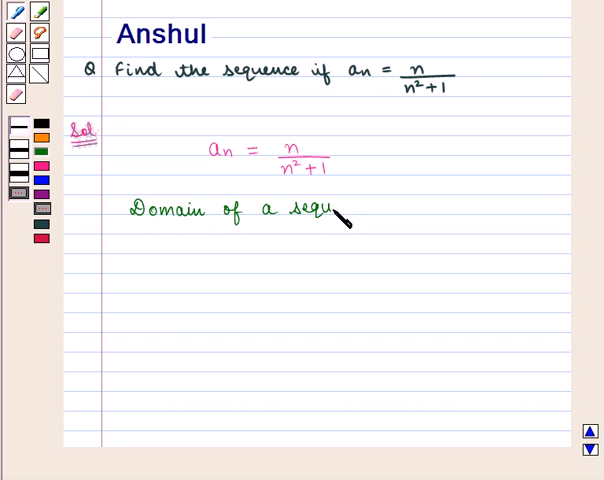 Anshul
Q Find the sequence if an = n/(n²+1)
Sol
an = n/(n²+1)
Domain of a sequ